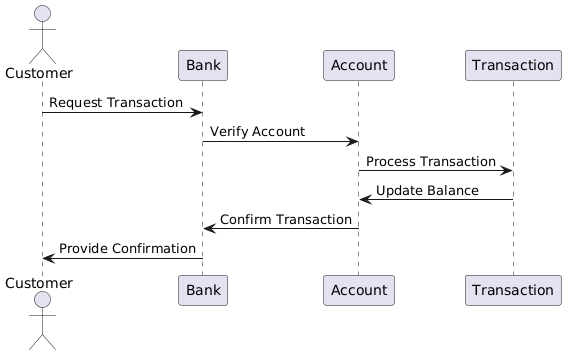 Customer
Bank
Account
Transaction
Request Transaction
Verify Account
Process Transaction
Update Balance
Confirm Transaction
Provide Confirmation
Customer
Bank
Account
Transaction